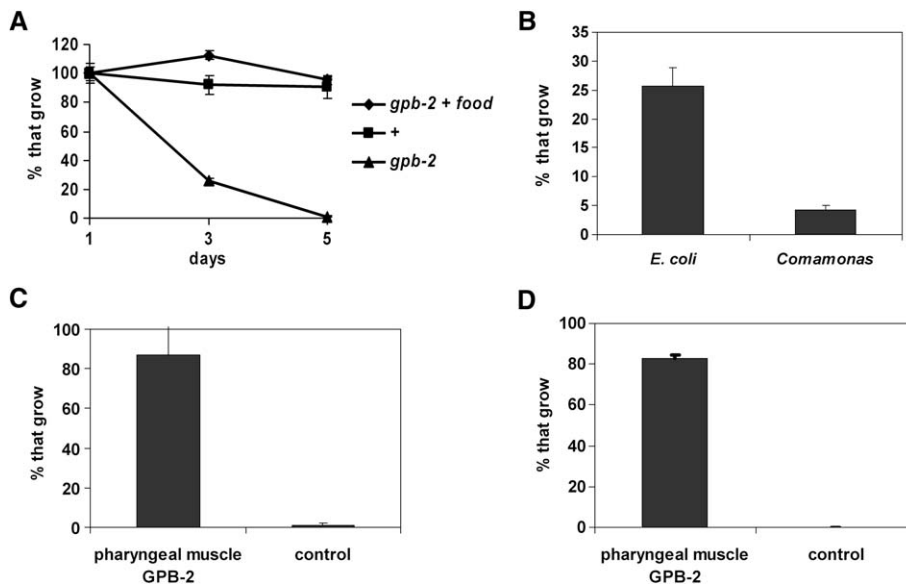 A
120
100
80
60
40
20
0
% that grow
1 3 5
days
gpb-2 + food
+
gpb-2
B
35
30
25
20
15
10
5
0
% that grow
E. coli Comamonas
C
100
80
60
40
20
0
% that grow
pharyngeal muscle control
GPB-2
D
100
80
60
40
20
0
% that grow
pharyngeal muscle control
GPB-2